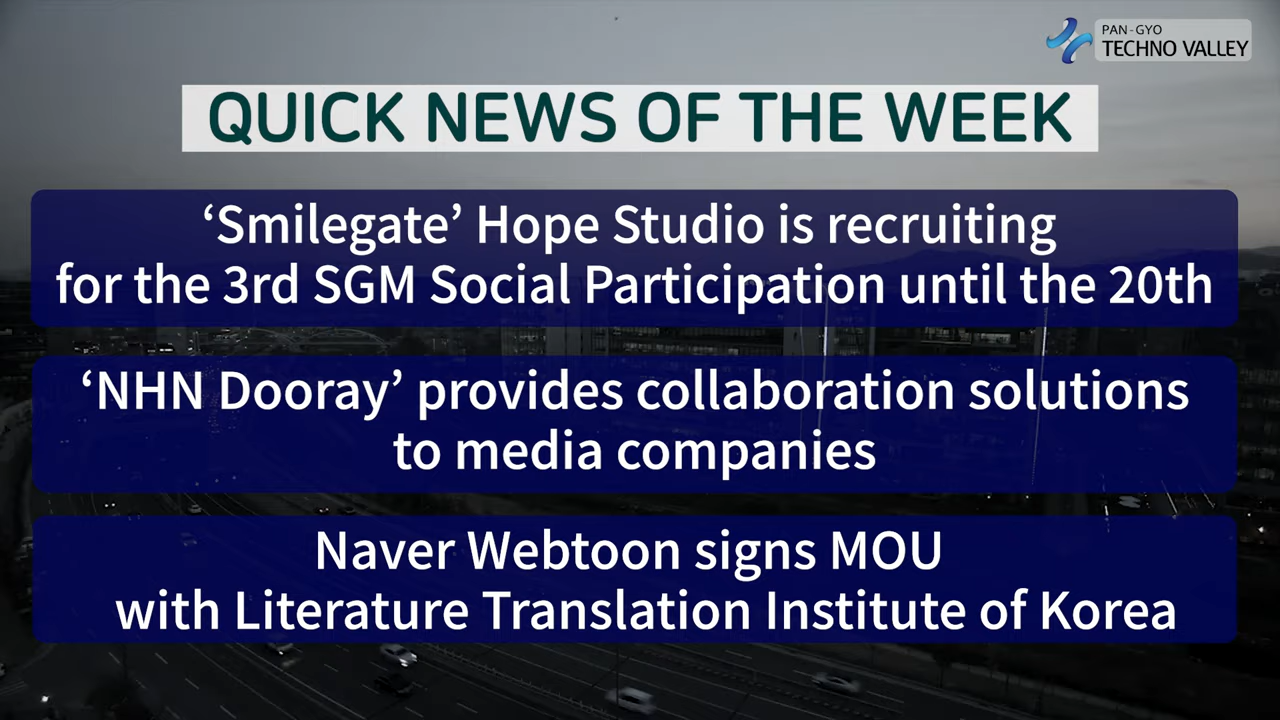 PAN-GYO
TECHNO VALLEY
QUICK NEWS OF THE WEEK
‘Smilegate’ Hope Studio is recruiting
for the 3rd SGM Social Participation until the 20th
‘NHN Dooray’ provides collaboration solutions
to media companies
Naver Webtoon signs MOU
with Literature Translation Institute of Korea